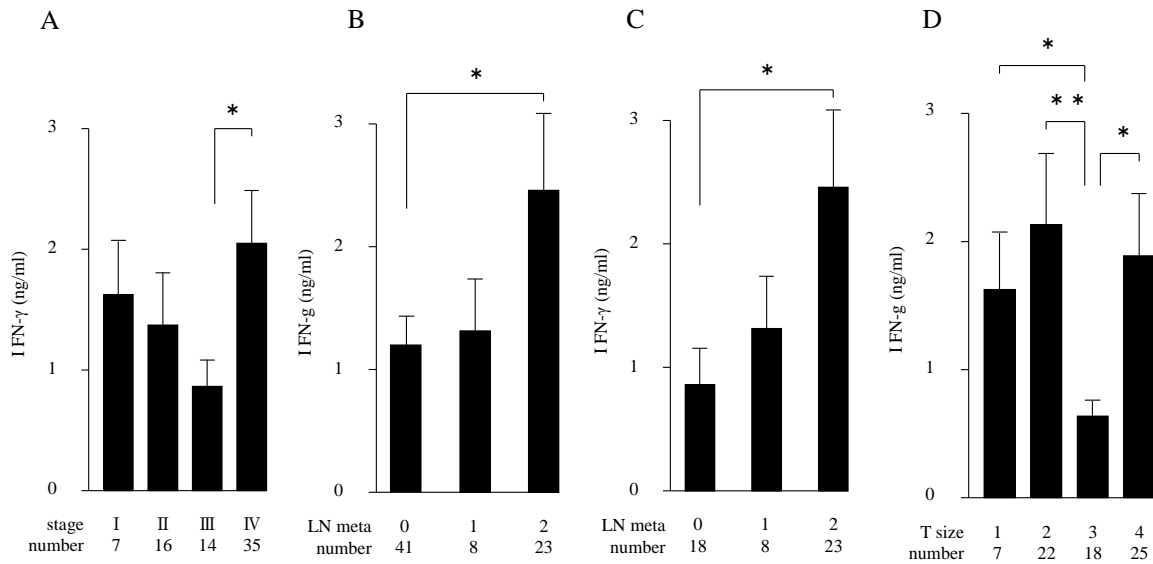 A
*
3
2
1
0
I FN-γ (ng/ml)
stage I II III IV
number 7 16 14 35
B
*
3
2
1
0
I FN-g (ng/ml)
LN meta 0 1 2
number 41 8 23
C
*
3
2
1
0
I FN-γ (ng/ml)
LN meta 0 1 2
number 18 8 23
D
*
* *
*
3
2
1
0
I FN-g (ng/ml)
T size 1 2 3 4
number 7 22 18 25